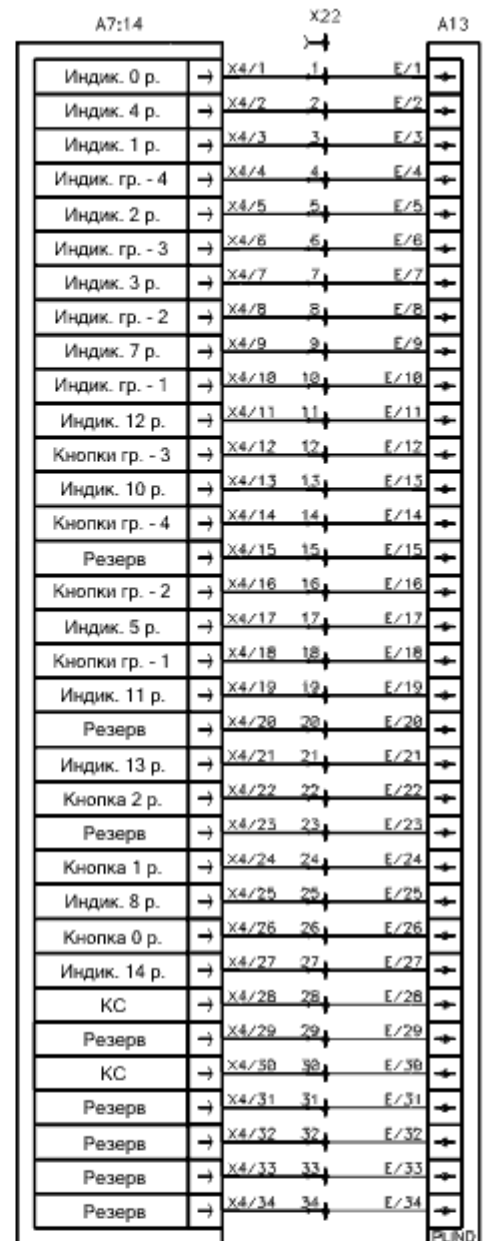 A7:14 X22 A13
Индик. 0 р. X4/1 1 E/1
Индик. 4 р. X4/2 2 E/2
Индик. 1 р. X4/3 3 E/3
Индик. гр. - 4 X4/4 4 E/4
Индик. 2 р. X4/5 5 E/5
Индик. гр. - 3 X4/6 6 E/6
Индик. 3 р. X4/7 7 E/7
Индик. гр. - 2 X4/8 8 E/8
Индик. 7 р. X4/9 9 E/9
Индик. гр. - 1 X4/10 10 E/10
Индик. 12 р. X4/11 11 E/11
Кнопки гр. - 3 X4/12 12 E/12
Индик. 10 р. X4/13 13 E/13
Кнопки гр. - 4 X4/14 14 E/14
Резерв X4/15 15 E/15
Кнопки гр. - 2 X4/16 16 E/16
Индик. 5 р. X4/17 17 E/17
Кнопки гр. - 1 X4/18 18 E/18
Индик. 11 р. X4/19 19 E/19
Резерв X4/20 20 E/20
Индик. 13 р. X4/21 21 E/21
Кнопка 2 р. X4/22 22 E/22
Резерв X4/23 23 E/23
Кнопка 1 р. X4/24 24 E/24
Индик. 8 р. X4/25 25 E/25
Кнопка 0 р. X4/26 26 E/26
Индик. 14 р. X4/27 27 E/27
КС X4/28 28 E/28
Резерв X4/29 29 E/29
КС X4/30 30 E/30
Резерв X4/31 31 E/31
Резерв X4/32 32 E/32
Резерв X4/33 33 E/33
Резерв X4/34 34 E/34
PLIND